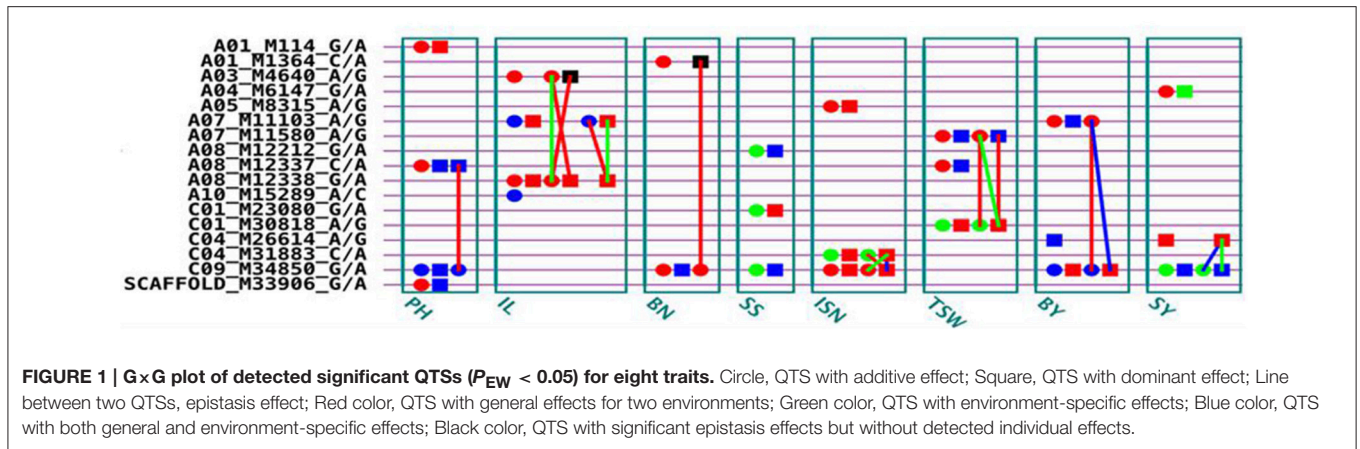 A01_M114_G/A
A01_M1364_C/A
A03_M4640_A/G
A04_M6147_G/A
A05_M8315_A/G
A07_M11103_A/G
A07_M11580_A/G
A08_M12212_G/A
A08_M12337_C/A
A08_M12338_G/A
A10_M15289_A/C
C01_M23080_G/A
C01_M30818_A/G
C04_M26614_A/G
C04_M31883_C/A
C09_M34850_G/A
SCAFFOLD_M33906_G/A
PH IL BN SS ISN TSW BY SY
FIGURE 1 | G×G plot of detected significant QTSs (PEW < 0.05) for eight traits. Circle, QTS with additive effect; Square, QTS with dominant effect; Line
between two QTSs, epistasis effect; Red color, QTS with general effects for two environments; Green color, QTS with environment-specific effects; Blue color, QTS
with both general and environment-specific effects; Black color, QTS with significant epistasis effects but without detected individual effects.